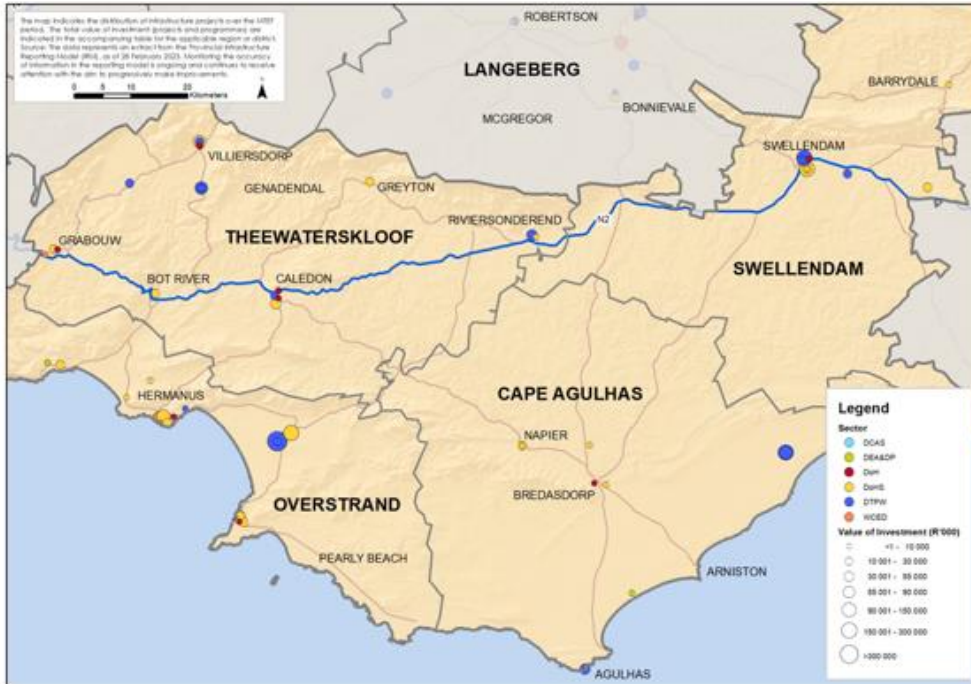 The map indicates the distribution of infrastructure projects over the MTEF
period. The total value of investment (projects and programmes) are
indicated in the accompanying table for the applicable region or district.
Source: The data represents an extract from the Provincial Infrastructure
Reporting Model (IRM), as of 28 February 2023. Monitoring the accuracy
of information in the reporting model is ongoing and continues to receive
attention with the aim to progressively make improvements.
0 5 10 20
Kilometers
ROBERTSON
LANGEBERG
BARRYDALE
BONNIEVALE
MCGREGOR
SWELLENDAM
VILLIERSDORP
GENADENDAL
GREYTON
RIVIERSONDEREND
N2
GRABOUW
THEEWATERSKLOOF
SWELLENDAM
BOT RIVER
CALEDON
CAPE AGULHAS
HERMANUS
NAPIER
BREDASDORP
OVERSTRAND
PEARLY BEACH
ARNISTON
AGULHAS
Legend
Sector
DCAS
DEA&DP
DoH
DoHS
DTPW
WCED
Value of Investment (R'000)
<1 - 10 000
10 001 - 30 000
30 001 - 55 000
55 001 - 90 000
90 001 - 150 000
150 001 - 300 000
>300 000